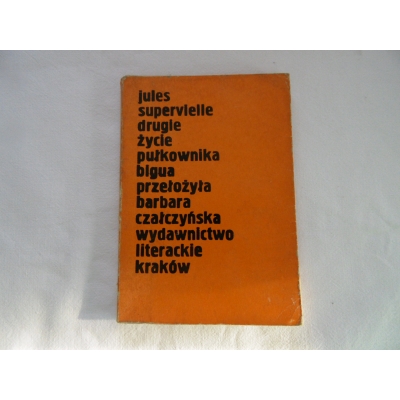 jules
supervielle
drugie
życie
pułkownika
bigua
przełożyła
barbara
czałczyńska
wydawnictwo
literackie
kraków